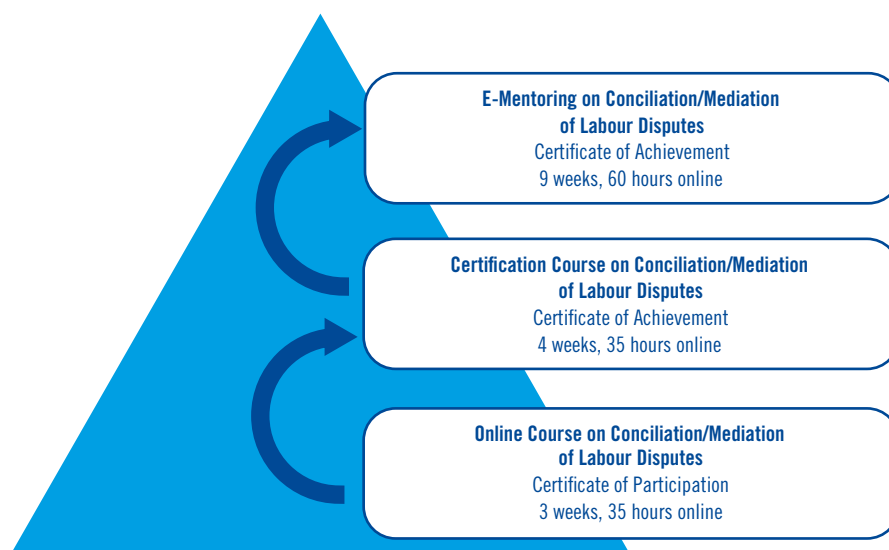 E-Mentoring on Conciliation/Mediation
of Labour Disputes
Certificate of Achievement
9 weeks, 60 hours online
Certification Course on Conciliation/Mediation
of Labour Disputes
Certificate of Achievement
4 weeks, 35 hours online
Online Course on Conciliation/Mediation
of Labour Disputes
Certificate of Participation
3 weeks, 35 hours online